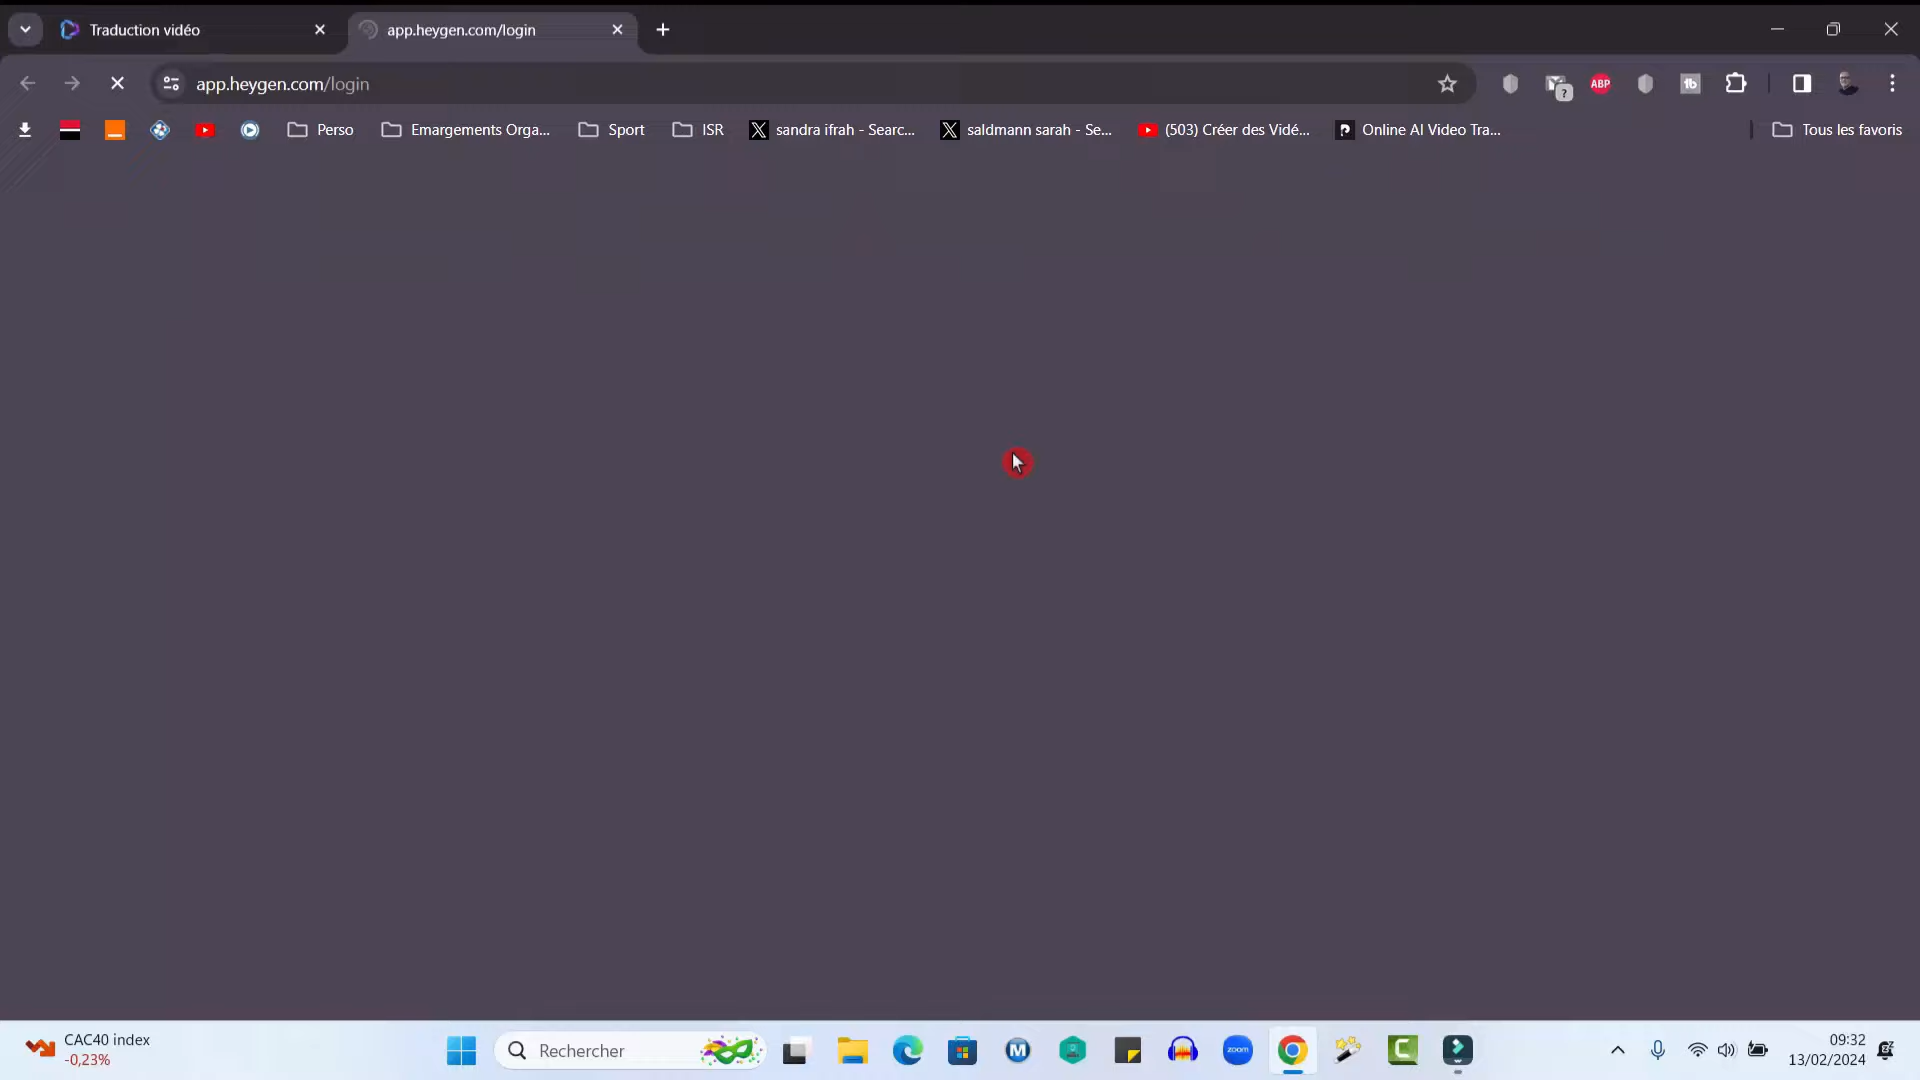 Traduction vidéo
app.heygen.com/login
app.heygen.com/login
?
ABP
tb
Perso
Emargements Orga...
Sport
ISR
sandra ifrah - Searc...
saldmann sarah - Se...
(503) Créer des Vidé...
Online AI Video Tra...
Tous les favoris
CAC40 index
-0,23%
Rechercher
M
zoom
C
09:32
13/02/2024